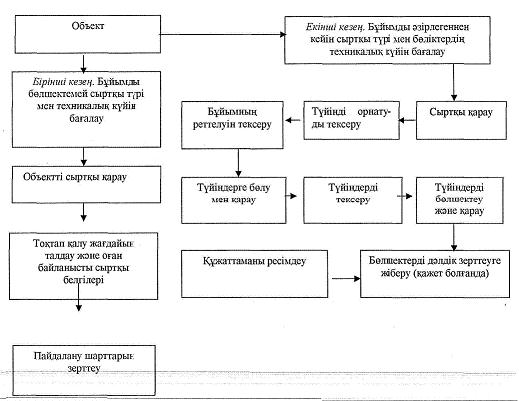 Объект
Екінші кезең. Бұйымды әзірлегеннен
кейін сыртқы түрі мен бөліктердің
техникалық күйін бағалау
Бірінші кезең. Бұйымды
бөлшектемей сыртқы түрі
мен техникалық күйін
бағалау
Бұйымның
реттелуін тексеру
Түйінді орнату-
ды тексеру
Сыртқы қарау
Объектті сыртқы қарау
Түйіндерге бөлу
мен қарау
Түйіндерді
тексеру
Түйіндерді
бөлшектеу
және қарау
Тоқтап қалу жағдайын
талдау және оған
байланысты сыртқы
белгілері
Құжаттаманы ресімдеу
Бөлшектерді дәлдік зерттеуге
жіберу (қажет болғанда)
Пайдалану шарттарын
зерттеу